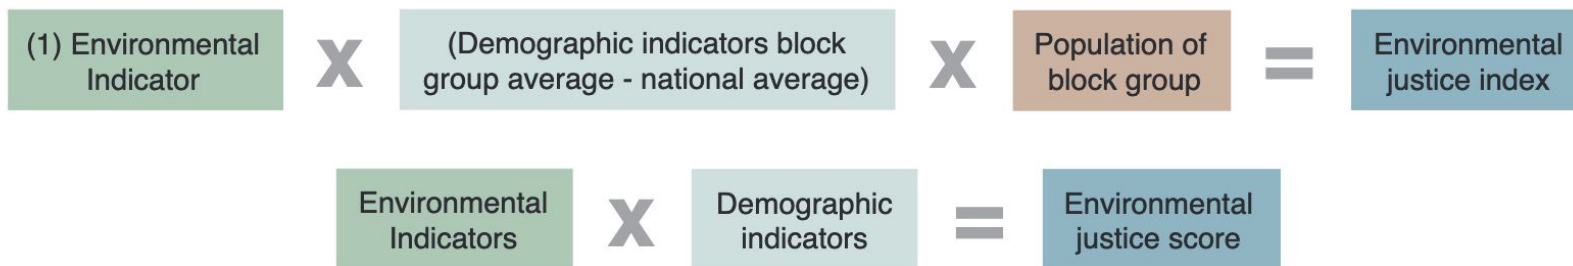 (1) Environmental
Indicator
X
(Demographic indicators block
group average - national average)
X
Population of
block group
=
Environmental
justice index
Environmental
Indicators
X
Demographic
indicators
=
Environmental
justice score